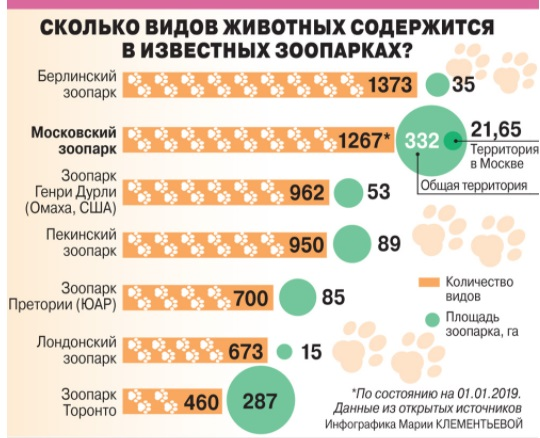 СКОЛЬКО ВИДОВ ЖИВОТНЫХ СОДЕРЖИТСЯ
В ИЗВЕСТНЫХ ЗООПАРКАХ?
Берлинский
зоопарк
1373
35
Московский
зоопарк
1267*
332
21,65
Территория
в Москве
Общая территория
Зоопарк
Генри Дурли
(Омаха, США)
962
53
Пекинский
зоопарк
950
89
Зоопарк
Претории (ЮАР)
700
85
Количество
видов
Площадь
зоопарка, га
Лондонский
зоопарк
673
15
Зоопарк
Торонто
460
287
*По состоянию на 01.01.2019.
Данные из открытых источников
Инфографика Марии КЛЕМЕНТЬЕВОЙ